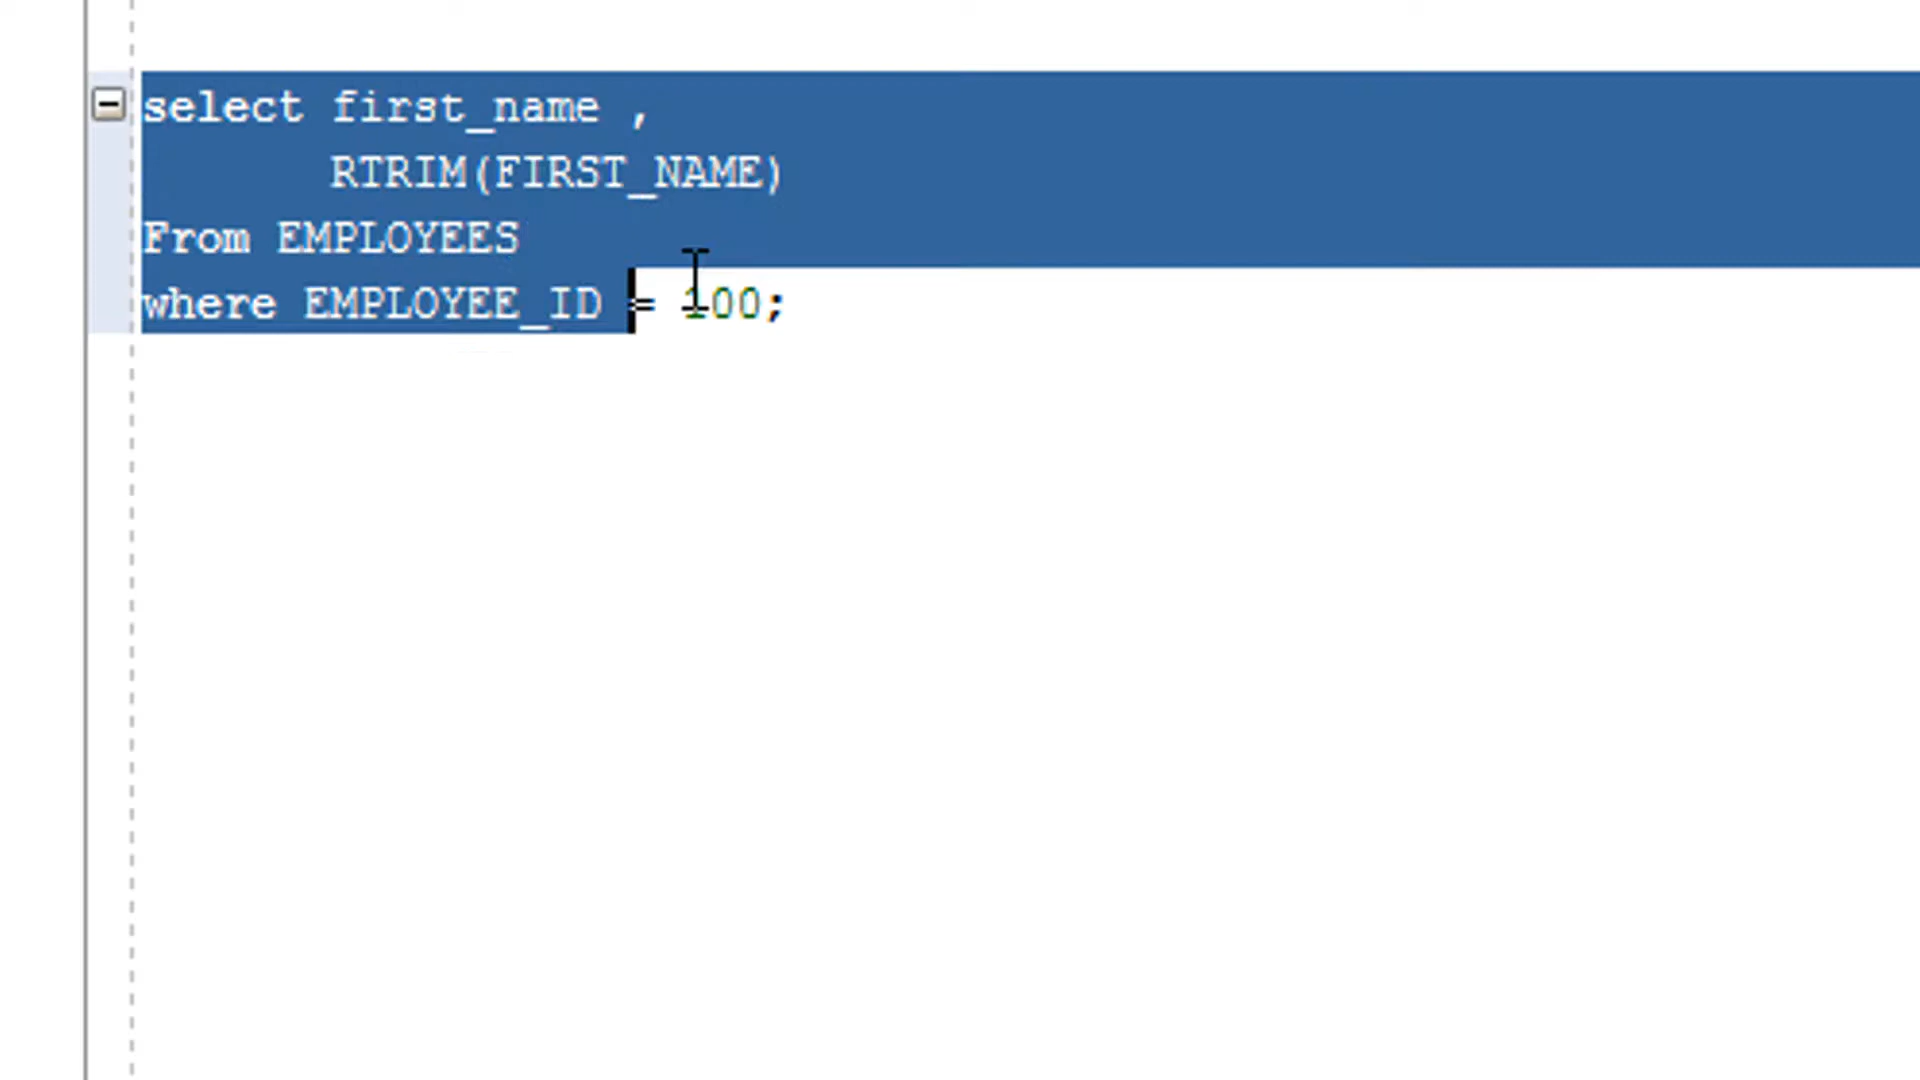 select first_name ,
RTRIM(FIRST_NAME)
From EMPLOYEES
where EMPLOYEE_ID = 100;